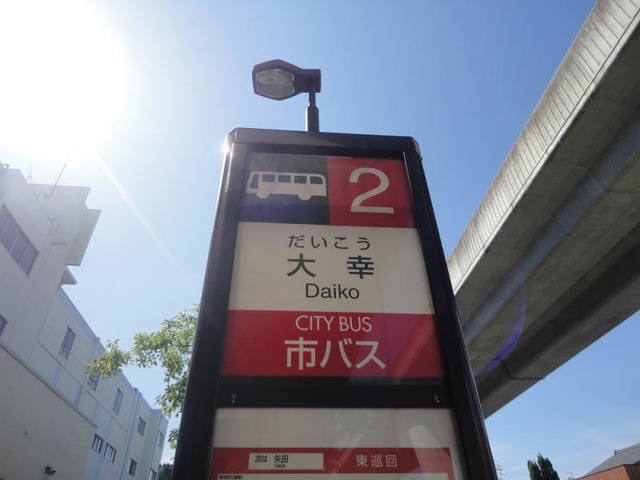 2
だいこう
大幸
Daiko
CITY BUS
市バス
次は 矢田
Yada
東巡回